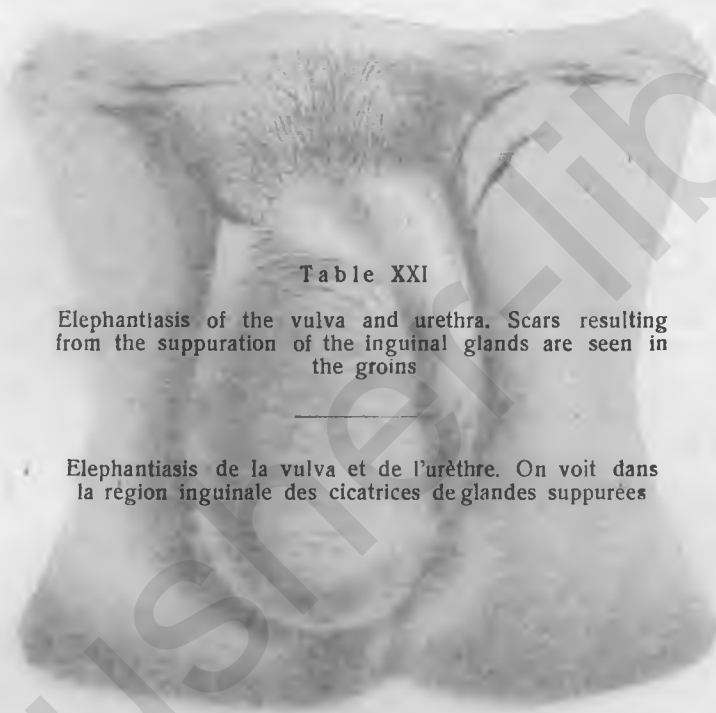 Table XXI
Elephantiasis of the vulva and urethra. Scars resulting
from the suppuration of the inguinal glands are seen in
the groins
Elephantiasis de la vulva et de l'urèthre. On voit dans
la région inguinale des cicatrices de glandes suppurées